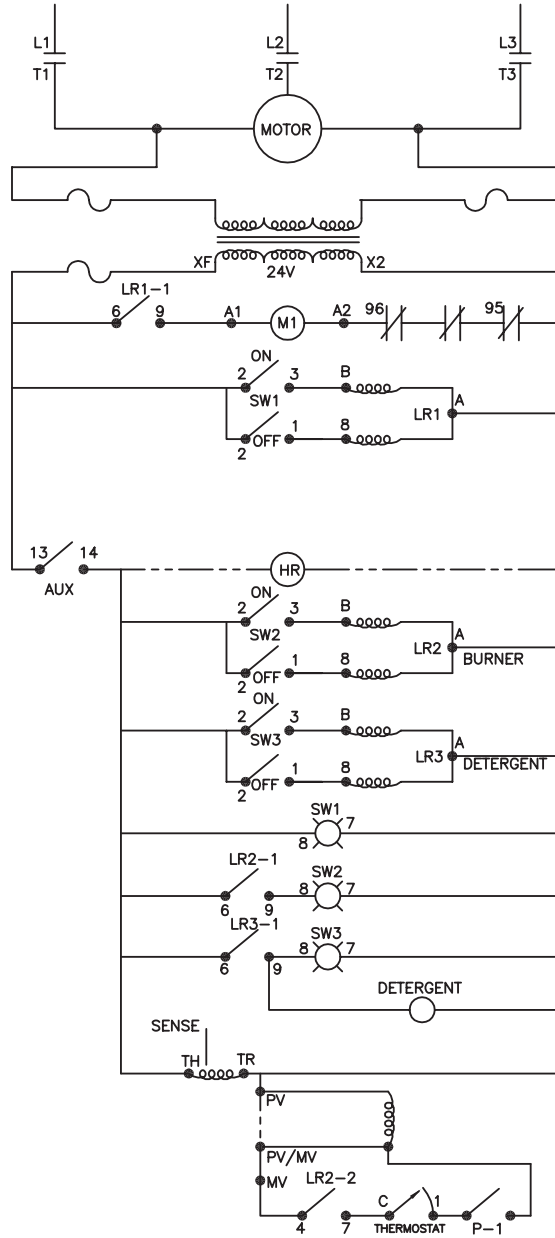 L1 L2 L3
T1 T2 T3
MOTOR
XF 24V X2
LR1-1
6 9 A1 M1 A2 96 95
ON
2 3 B
SW1 LR1 A
OFF 1 8
2
13 14
AUX
HR
ON
2 3 B
SW2 LR2 A
BURNER
OFF 1 8
2
ON
2 3 B
SW3 LR3 A
DETERGENT
OFF 1 8
2
SW1
8 7
LR2-1
6 9
SW2
8 7
LR3-1
6 9
SW3
8 7
DETERGENT
SENSE
TH TR
PV
PV/MV
MV
LR2-2
4 7
C 1
THERMOSTAT
P-1